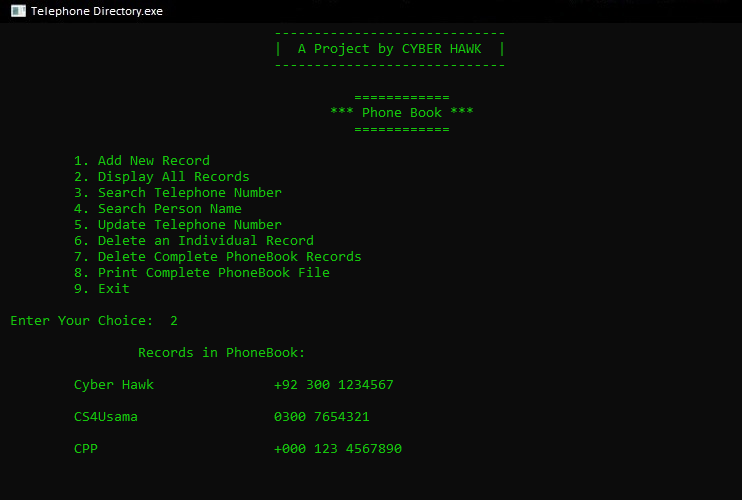 Telephone Directory.exe
-----------------------------
|  A Project by CYBER HAWK  |
-----------------------------
============
*** Phone Book ***
============
1. Add New Record
2. Display All Records
3. Search Telephone Number
4. Search Person Name
5. Update Telephone Number
6. Delete an Individual Record
7. Delete Complete PhoneBook Records
8. Print Complete PhoneBook File
9. Exit
Enter Your Choice:  2
Records in PhoneBook:
Cyber Hawk               +92 300 1234567
CS4Usama                 0300 7654321
CPP                      +000 123 4567890